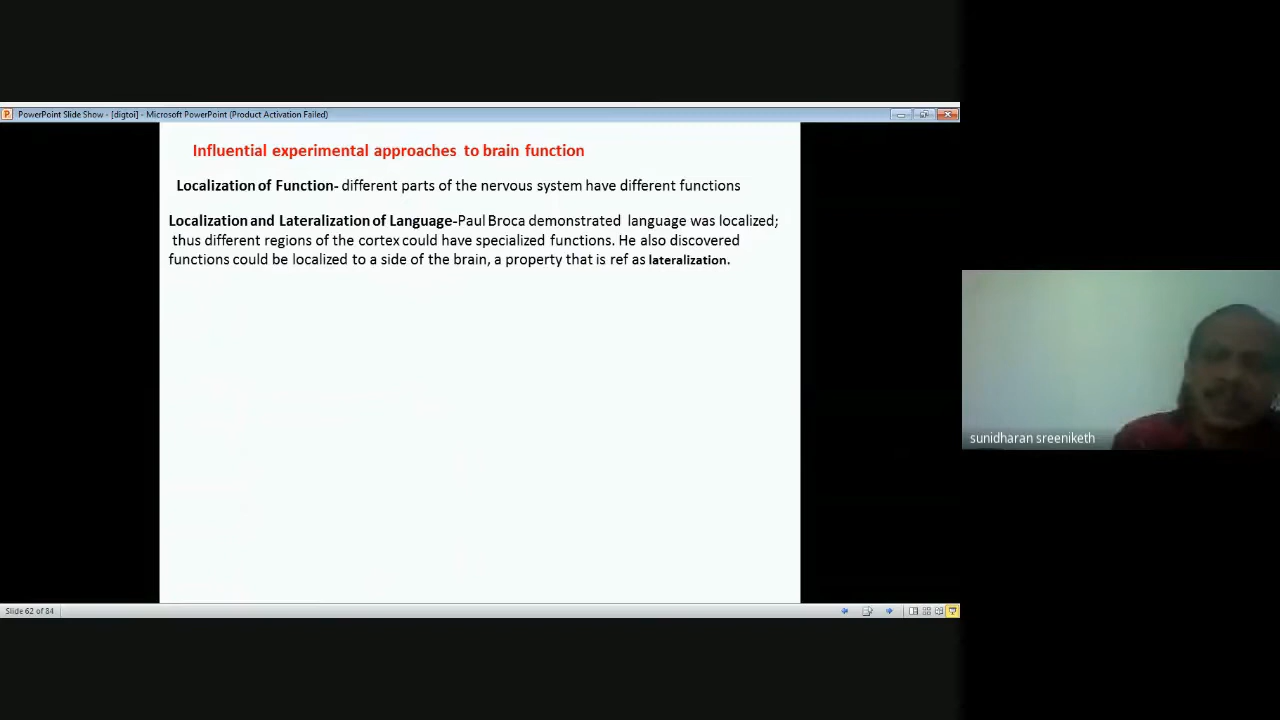 PowerPoint Slide Show - [digtoi] - Microsoft PowerPoint (Product Activation Failed)
Influential experimental approaches to brain function
Localization of Function- different parts of the nervous system have different functions
Localization and Lateralization of Language-Paul Broca demonstrated language was localized;
thus different regions of the cortex could have specialized functions. He also discovered
functions could be localized to a side of the brain, a property that is ref as lateralization.
sunidharan sreeniketh
Slide 62 of 84